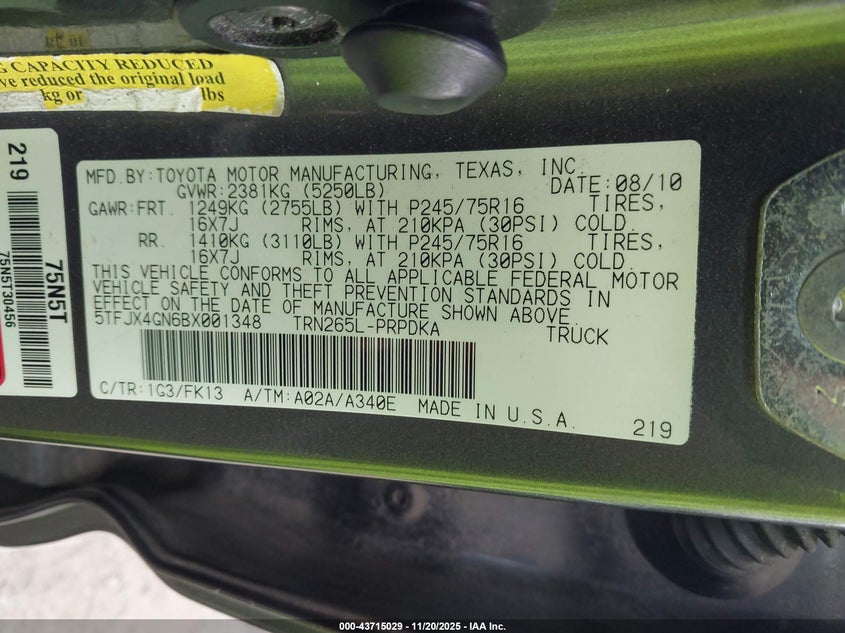 G CAPACITY REDUCED
ve reduced the original load
kg or lbs
219
75N5T
75N5T30456
MFD.BY:TOYOTA MOTOR MANUFACTURING, TEXAS, INC
GVWR:2381KG (5250LB) DATE:08/10
GAWR:FRT. 1249KG (2755LB) WITH P245/75R16 TIRES,
16X7J RIMS, AT 210KPA (30PSI) COLD
RR. 1410KG (3110LB) WITH P245/75R16 TIRES,
16X7J RIMS, AT 210KPA (30PSI) COLD
THIS VEHICLE CONFORMS TO ALL APPLICABLE FEDERAL MOTOR
VEHICLE SAFETY AND THEFT PREVENTION STANDARDS IN
EFFECT ON THE DATE OF MANUFACTURE SHOWN ABOVE.
5TFJX4GN6BX001348 TRN265L-PRPDKA TRUCK
C/TR:1G3/FK13 A/TM:A02A/A340E MADE IN U.S.A.
219
000-43715029 - 11/20/2025 - IAA Inc.